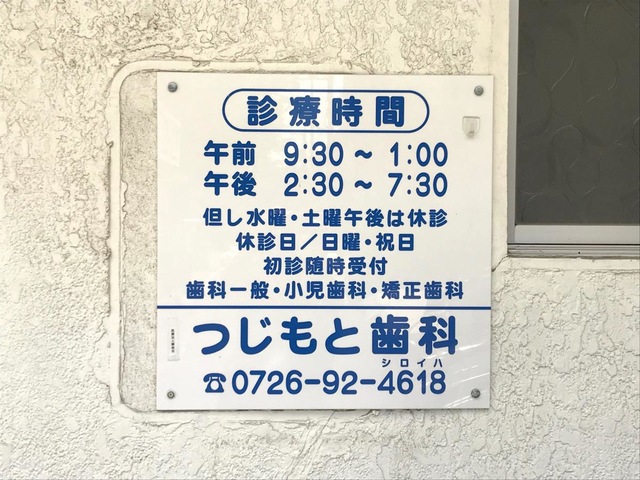 診療時間
午前 9:30～1:00
午後 2:30～7:30
但し水曜・土曜午後は休診
休診日／日曜・祝日
初診随時受付
歯科一般・小児歯科・矯正歯科
つじもと歯科
シロイハ
☎0726-92-4618